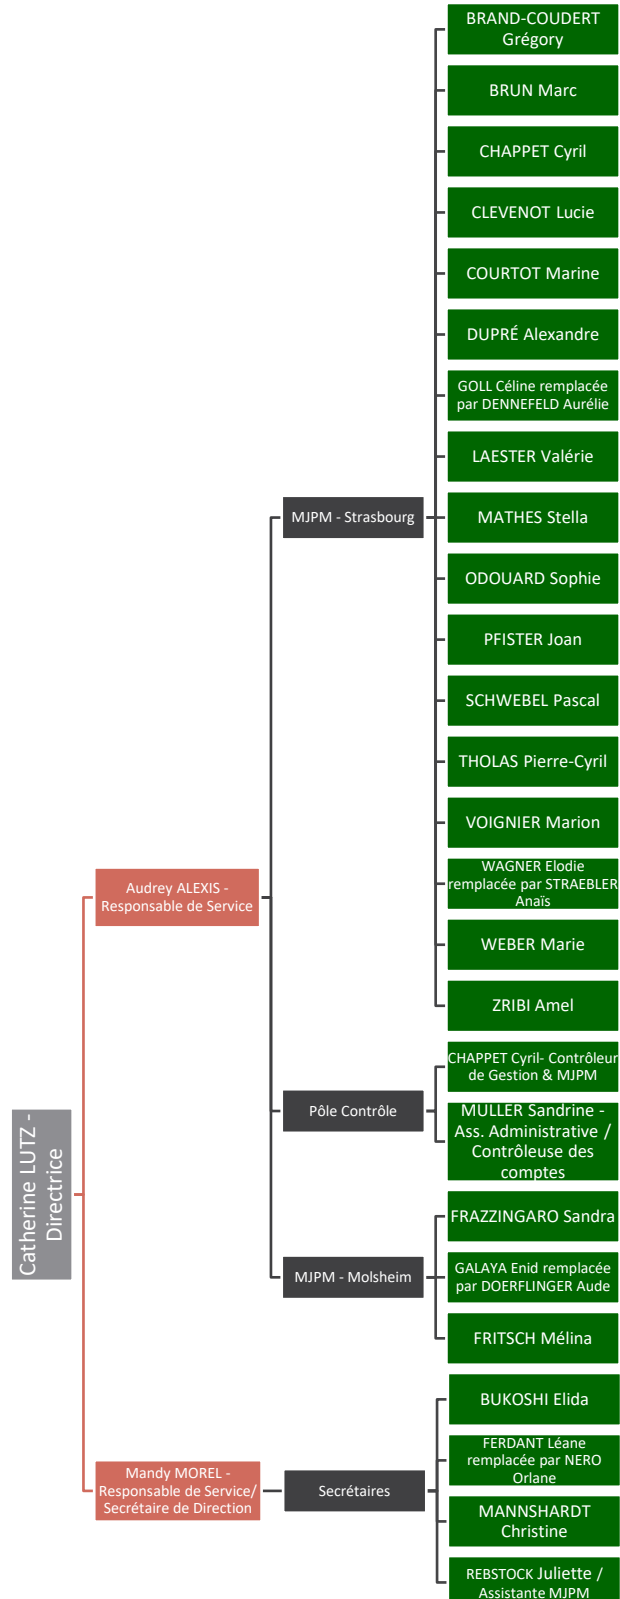 Catherine LUTZ -
Directrice
Audrey ALEXIS -
Responsable de Service
MJPM - Strasbourg
BRAND-COUDERT
Grégory
BRUN Marc
CHAPPET Cyril
CLEVENOT Lucie
COURTOT Marine
DUPRÉ Alexandre
GOLL Céline remplacée
par DENNEFELD Aurélie
LAESTER Valérie
MATHES Stella
ODOUARD Sophie
PFISTER Joan
SCHWEBEL Pascal
THOLAS Pierre-Cyril
VOIGNIER Marion
WAGNER Elodie
remplacée par STRAEBLER
Anaïs
WEBER Marie
ZRIBI Amel
Pôle Contrôle
CHAPPET Cyril- Contrôleur
de Gestion & MJPM
MULLER Sandrine -
Ass. Administrative /
Contrôleuse des
comptes
MJPM - Molsheim
FRAZZINGARO Sandra
GALAYA Enid remplacée
par DOERFLINGER Aude
FRITSCH Mélina
Mandy MOREL -
Responsable de Service/
Secrétaire de Direction
Secrétaires
BUKOSHI Elida
FERDANT Léane
remplacée par NERO
Orlane
MANNSHARDT
Christine
REBSTOCK Juliette /
Assistante MJPM